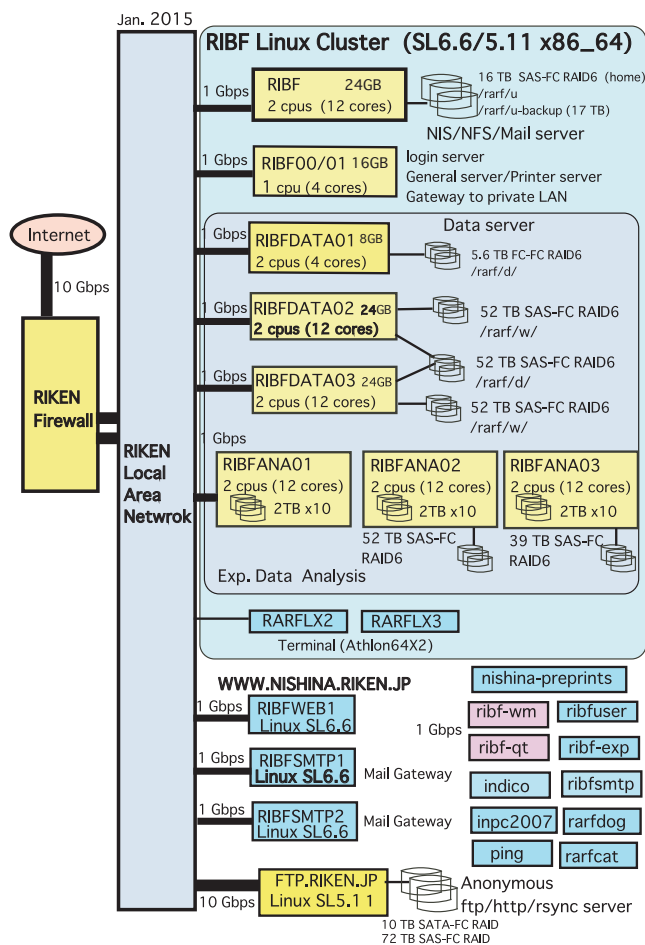 Jan. 2015
RIBF Linux Cluster (SL6.6/5.11 x86_64)
1 Gbps
RIBF 24GB
2 cpus (12 cores)
16 TB SAS-FC RAID6 (home)
/rarf/u
/rarf/u-backup (17 TB)
NIS/NFS/Mail server
1 Gbps
RIBF00/01 16GB
1 cpu (4 cores)
login server
General server/Printer server
Gateway to private LAN
Internet
10 Gbps
RIKEN
Firewall
RIKEN
Local
Area
Netwrok
Data server
1 Gbps
RIBFDATA01 8GB
2 cpus (4 cores)
5.6 TB FC-FC RAID6
/rarf/d/
1 Gbps
RIBFDATA02 24GB
2 cpus (12 cores)
52 TB SAS-FC RAID6
/rarf/w/
1 Gbps
RIBFDATA03 24GB
2 cpus (12 cores)
52 TB SAS-FC RAID6
/rarf/d/
52 TB SAS-FC RAID6
/rarf/w/
1 Gbps
RIBFANA01
2 cpus (12 cores)
2TB x10
RIBFANA02
2 cpus (12 cores)
2TB x10
RIBFANA03
2 cpus (12 cores)
2TB x10
52 TB SAS-FC
RAID6
39 TB SAS-FC
RAID6
Exp. Data Analysis
RARFLX2
RARFLX3
Terminal (Athlon64X2)
WWW.NISHINA.RIKEN.JP
1 Gbps
RIBFWEB1
Linux SL6.6
1 Gbps
RIBFSMTP1
Linux SL6.6
Mail Gateway
1 Gbps
RIBFSMTP2
Linux SL6.6
Mail Gateway
1 Gbps
nishina-preprints
ribf-wm
ribfuser
ribf-qt
ribf-exp
indico
ribfsmtp
inpc2007
rarfdog
ping
rarfcat
10 Gbps
FTP.RIKEN.JP
Linux SL5.1 1
Anonymous
ftp/http/rsync server
10 TB SATA-FC RAID
72 TB SAS-FC RAID